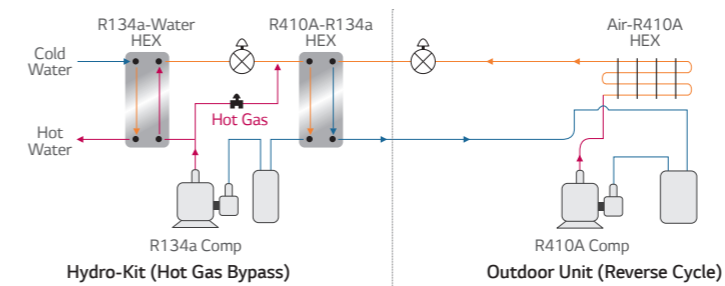 R134a-Water
HEX
R410A-R134a
HEX
Air-R410A
HEX
Cold
Water
Hot
Water
Hot Gas
R134a Comp
R410A Comp
Hydro-Kit (Hot Gas Bypass)
Outdoor Unit (Reverse Cycle)